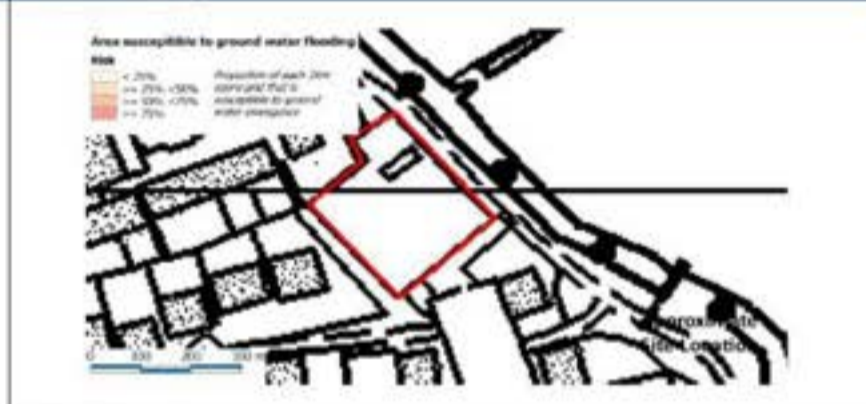 Area susceptible to ground water flooding
Risk
< 25%
>= 25% <50%
>= 50% <75%
>= 75%
Proportion of each 1km
square grid that is
susceptible to ground
water emergence
0 100 200 300 m
Approximate
Site Location